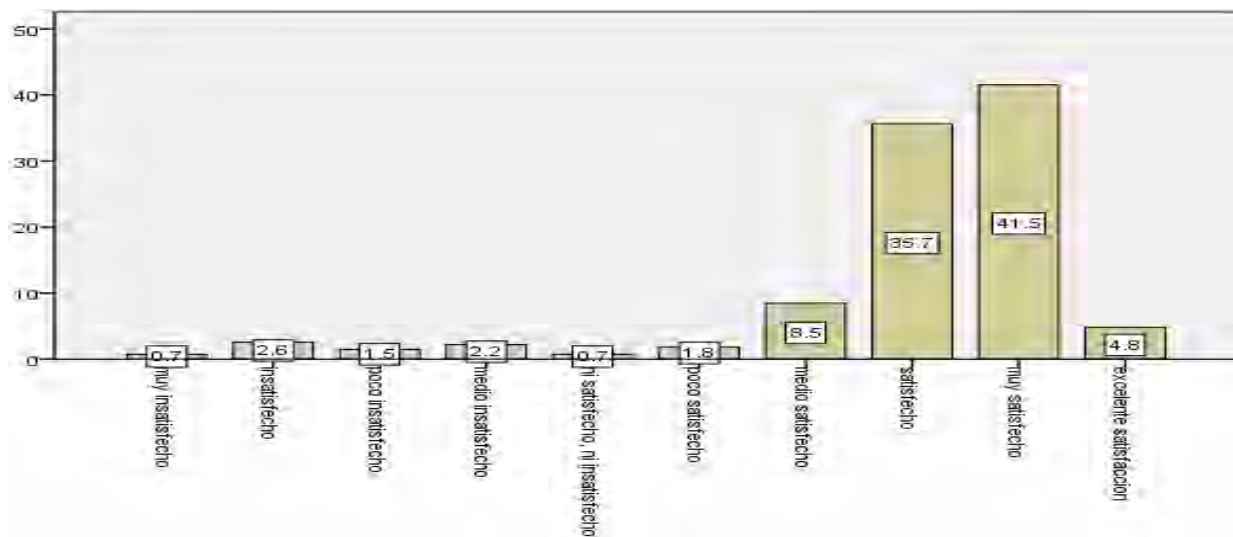 50
40
30
20
10
0
0.7
2.6
1.5
2.2
0.7
1.8
8.5
35.7
41.5
4.8
muy insatisfecho
insatisfecho
poco insatisfecho
medio insatisfecho
ni satisfecho, ni insatisfecho
poco satisfecho
medio satisfecho
satisfecho
muy satisfecho
excelente satisfaccion